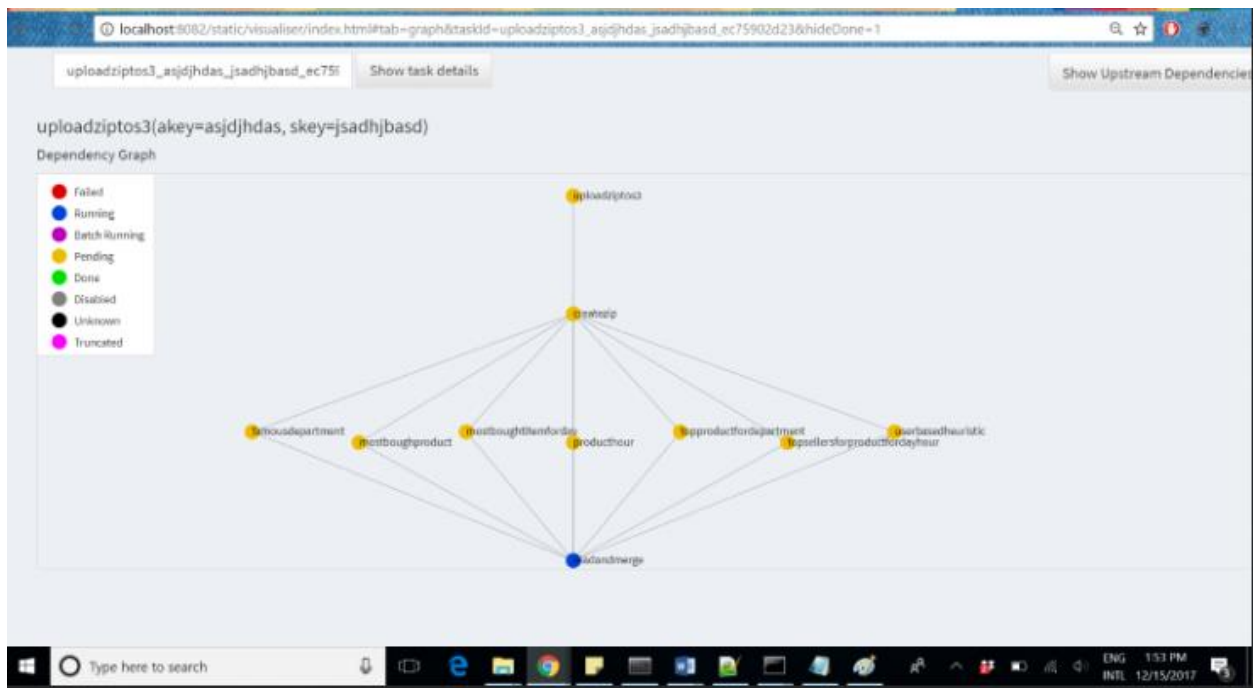 localhost:8082/static/visualiser/index.html#tab=graph&taskId=uploadziptos3_asjdjhdas_jsadhjbasd_ec75902d23&hideDone=1
uploadziptos3_asjdjhdas_jsadhjbasd_ec759
Show task details
Show Upstream Dependencies
uploadziptos3(akey=asjdjhdas, skey=jsadhjbasd)
Dependency Graph
Failed
Running
Batch Running
Pending
Done
Disabled
Unknown
Truncated
uploadziptos3
createzip
famousdepartment
mostboughproduct
mostboughtitemforday
producthour
topproductfordepartment
topsellersforproductfordayhour
userbasedheuristic
Type here to search
ENG 1:53 PM
INTL 12/15/2017